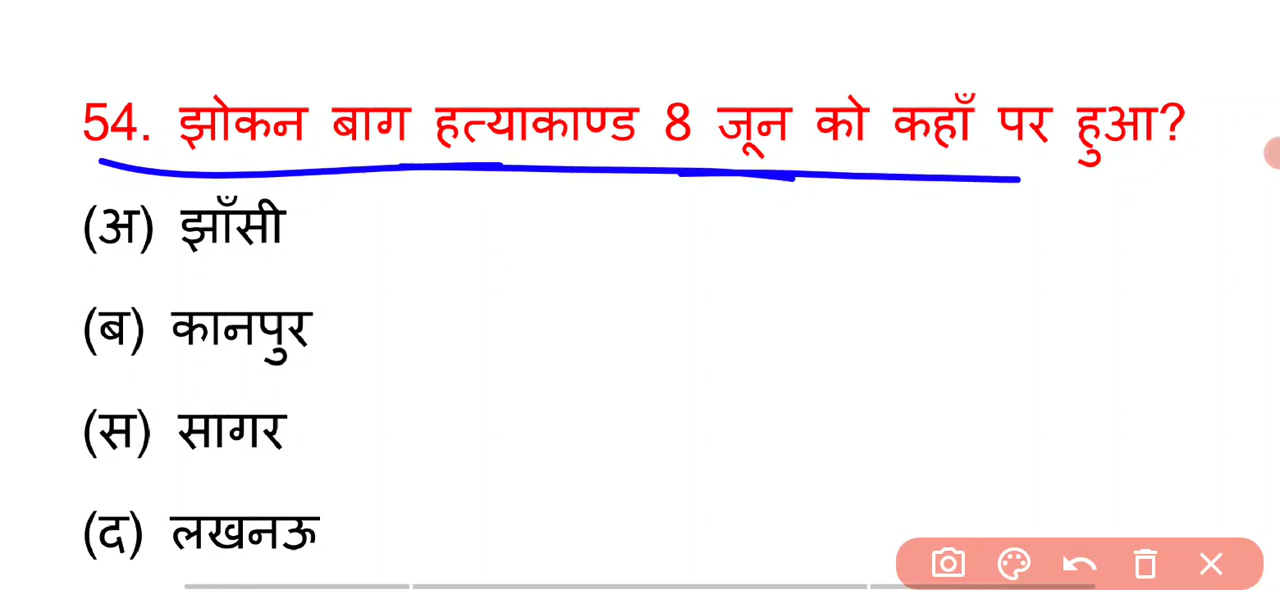 54. झोकन बाग हत्याकाण्ड 8 जून को कहाँ पर हुआ?
(अ) झाँसी
(ब) कानपुर
(स) सागर
(द) लखनऊ